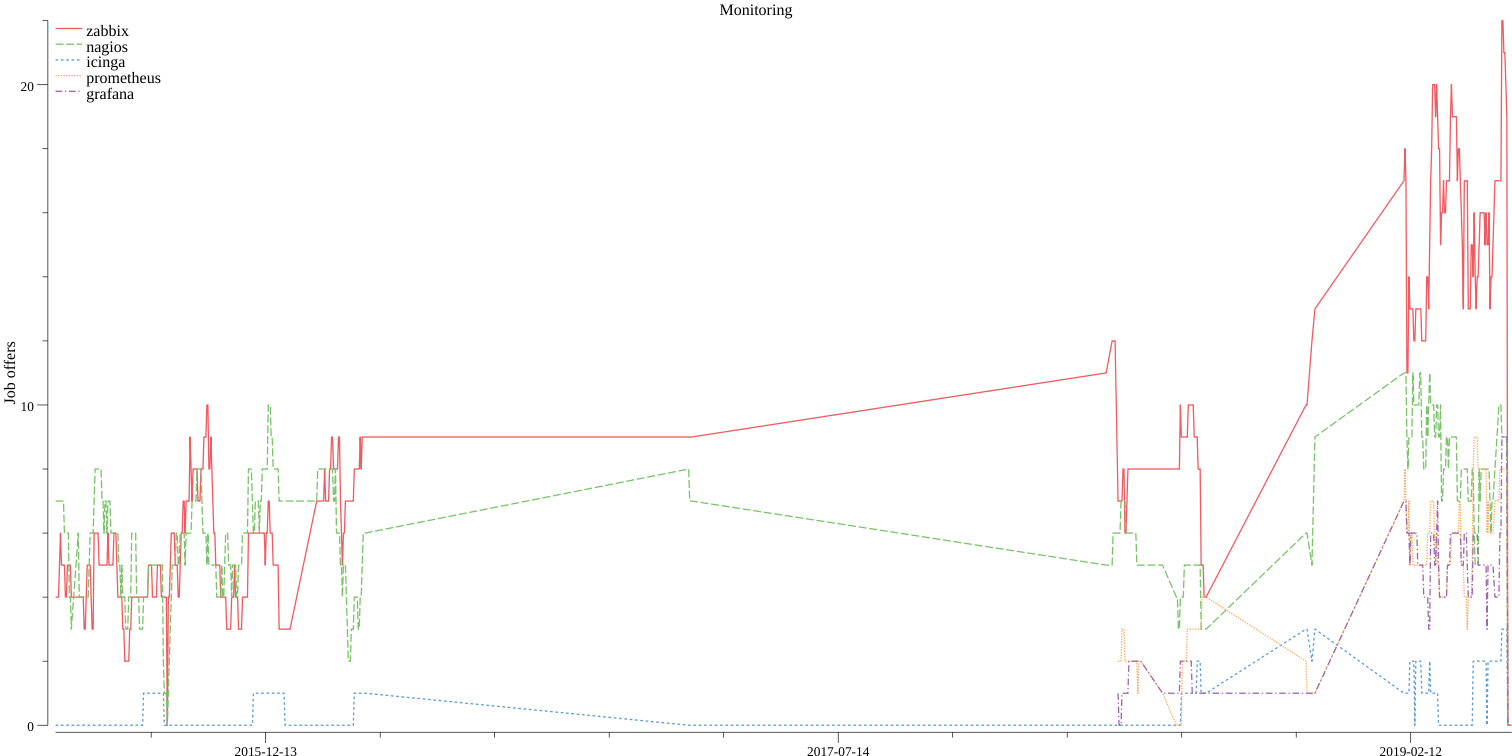 Monitoring
zabbix
nagios
icinga
prometheus
grafana
20
10
0
Job offers
2015-12-13
2017-07-14
2019-02-12